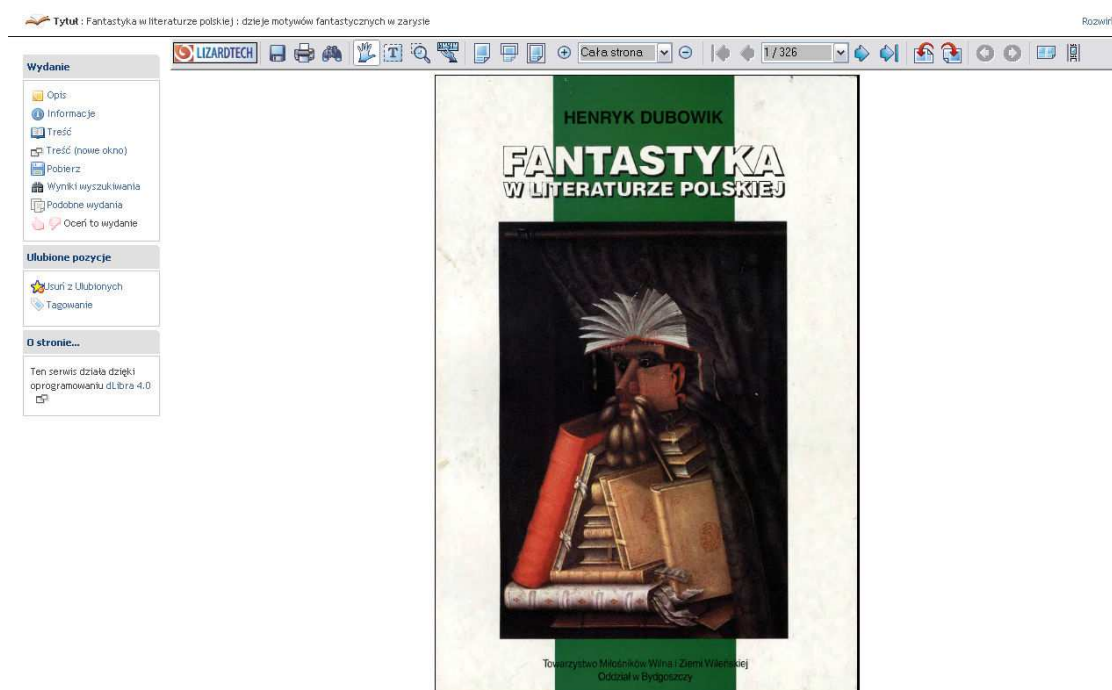 Tytuł : Fantastyka w literaturze polskiej : dzieje motywów fantastycznych w zarysie
Rozwiń
Wydanie
Opis
Informacje
Treść
Treść (nowe okno)
Pobierz
Wyniki wyszukiwania
Podobne wydania
Oceń to wydanie
Ulubione pozycje
Usuń z Ulubionych
Tagowanie
O stronie...
Ten serwis działa dzięki
oprogramowaniu dLibra 4.0
LIZARDTECH
T
Cała strona
1 / 326
HENRYK DUBOWIK
FANTASTYKA
W LITERATURZE POLSKIEJ
Towarzystwo Miłośników Wilna i Ziemi Wileńskiej
Oddział w Bydgoszczy